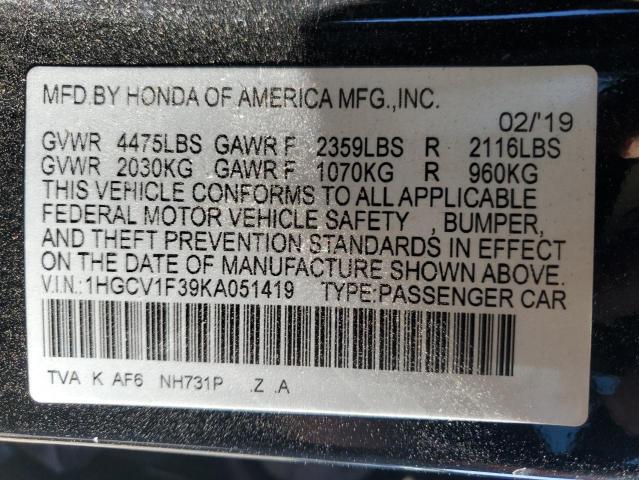 MFD.BY HONDA OF AMERICA MFG.,INC.
02/'19
GVWR 4475LBS GAWR F 2359LBS R 2116LBS
GVWR 2030KG GAWR F 1070KG R 960KG
THIS VEHICLE CONFORMS TO ALL APPLICABLE
FEDERAL MOTOR VEHICLE SAFETY , BUMPER,
AND THEFT PREVENTION STANDARDS IN EFFECT
ON THE DATE OF MANUFACTURE SHOWN ABOVE.
V.I.N.:1HGCV1F39KA051419 TYPE:PASSENGER CAR
TVA K AF6 NH731P .Z .A